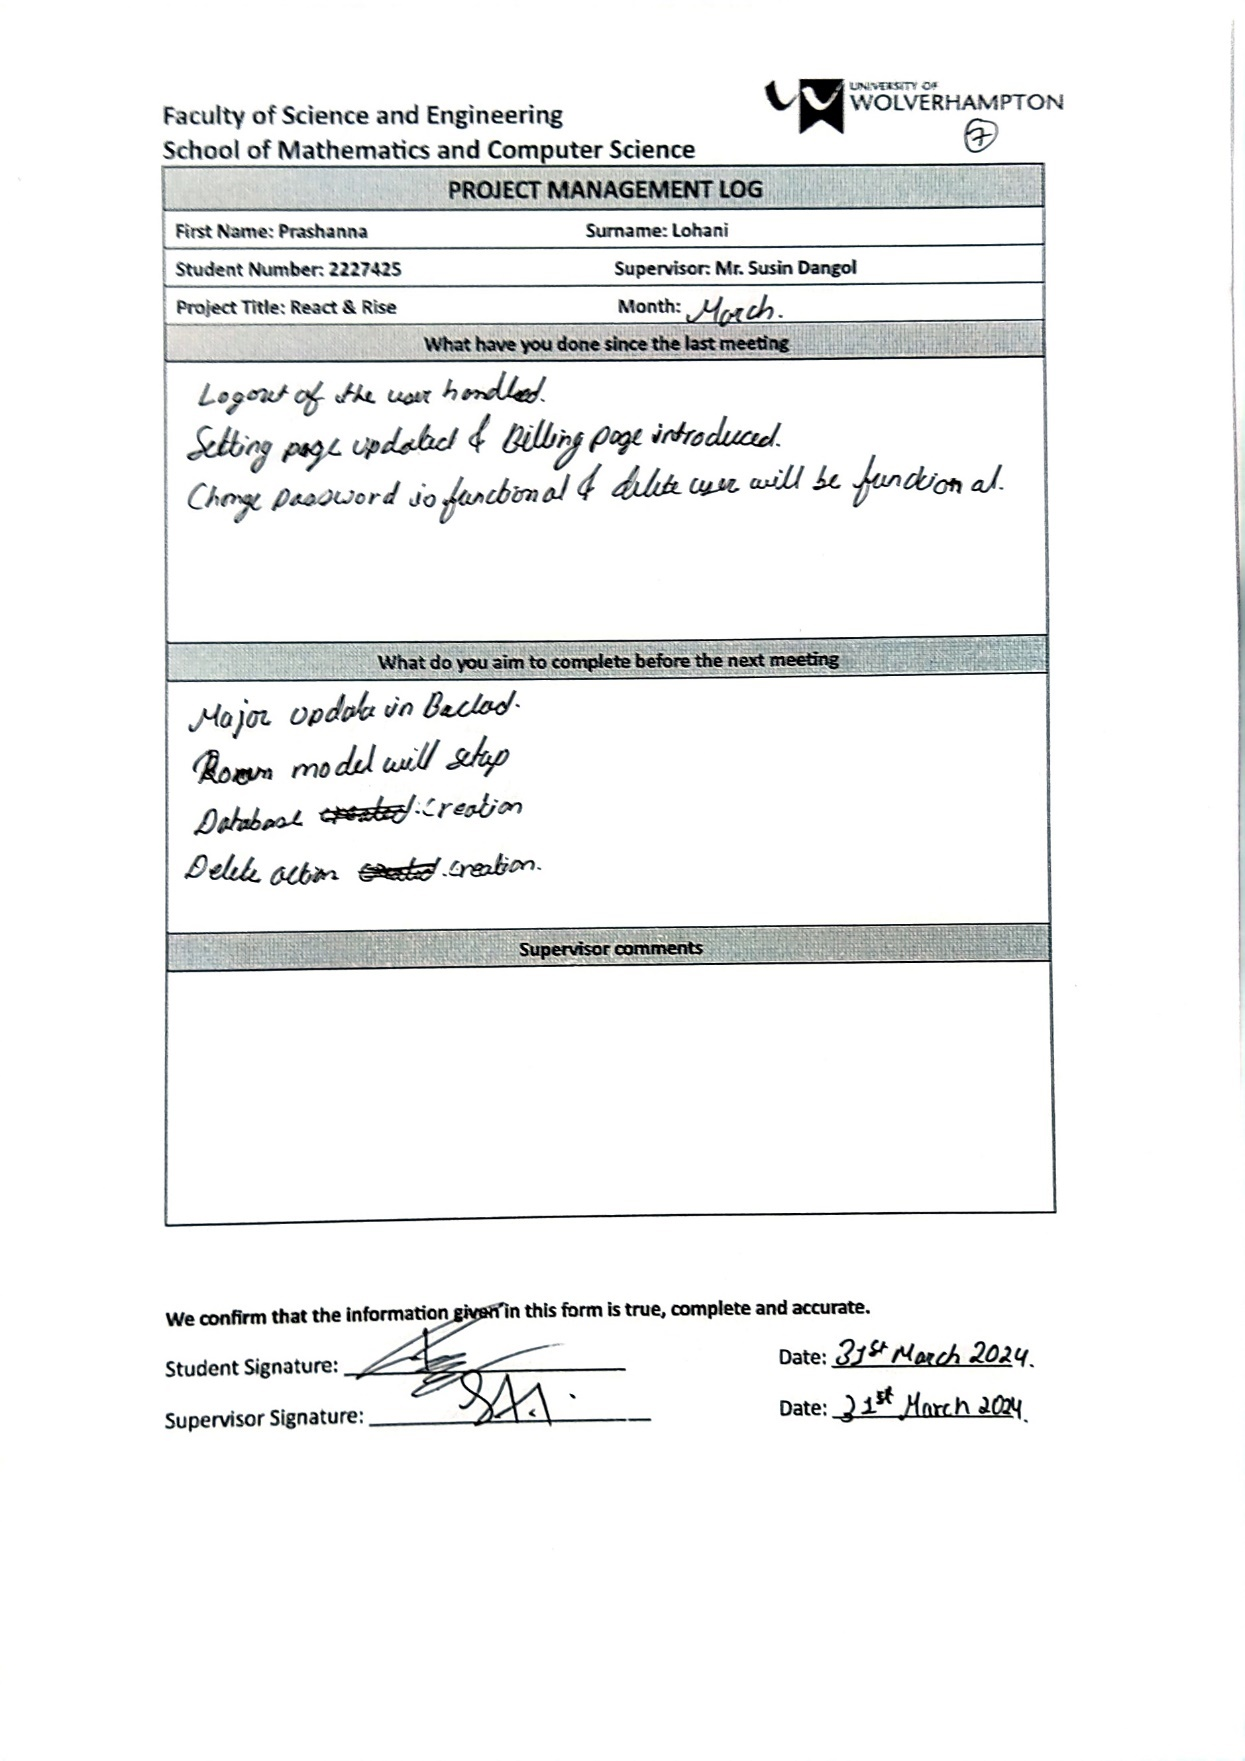 UNIVERSITY OF
WOLVERHAMPTON
Faculty of Science and Engineering
7
School of Mathematics and Computer Science
PROJECT MANAGEMENT LOG
First Name: Prashanna Surname: Lohani
Student Number: 2227425 Supervisor: Mr. Susin Dangol
Project Title: React & Rise Month: March.
What have you done since the last meeting
Logout of the user handled.
Setting page updated & Billing page introduced.
Change password is functional & delete user will be functional.
What do you aim to complete before the next meeting
Major update in
model will setup
Database created Creation
Delete action created creation.
Supervisor comments
We confirm that the information given in this form is true, complete and accurate.
Student Signature: Date: 31st March 2024.
Supervisor Signature: Date: 31st March 2024.